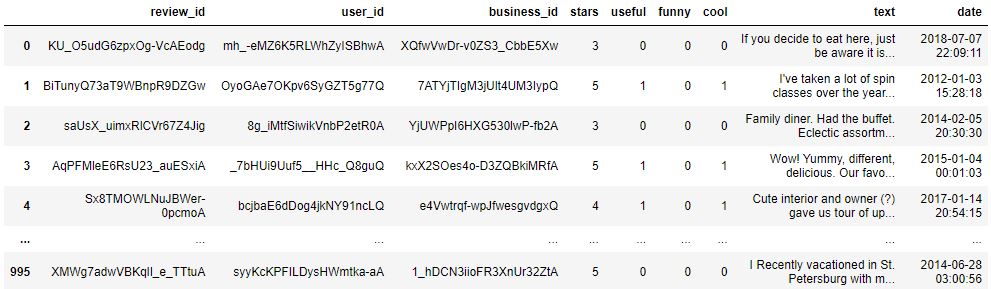 review_id user_id business_id stars useful funny cool text date
0 KU_O5udG6zpxOg-VcAEodg mh_-eMZ6K5RLWhZyISBhwA XQfwVwDr-v0ZS3_CbbE5Xw 3 0 0 0 If you decide to eat here, just be aware it is... 2018-07-07 22:09:11
1 BiTunyQ73aT9WBnpR9DZGw OyoGAe7OKpv6SyGZT5g77Q 7ATYjTIgM3jUlt4UM3IypQ 5 1 0 1 I've taken a lot of spin classes over the year... 2012-01-03 15:28:18
2 saUsX_uimxRlCVr67Z4Jig 8g_iMtfSiwikVnbP2etR0A YjUWPpI6HXG530lwP-fb2A 3 0 0 0 Family diner. Had the buffet. Eclectic assortm... 2014-02-05 20:30:30
3 AqPFMleE6RsU23_auESxiA _7bHUi9Uuf5__HHc_Q8guQ kxX2SOes4o-D3ZQBkiMRfA 5 1 0 1 Wow! Yummy, different, delicious. Our favo... 2015-01-04 00:01:03
4 Sx8TMOWLNuJBWer-0pcmoA bcjbaE6dDog4jkNY91ncLQ e4Vwtrqf-wpJfwesgvdgxQ 4 1 0 1 Cute interior and owner (?) gave us tour of up... 2017-01-14 20:54:15
... ... ... ... ... ... ... ... ... ...
995 XMWg7adwVBKqlI_e_TTtuA syyKcKPFILDysHWmtka-aA 1_hDCN3iioFR3XnUr32ZtA 5 0 0 0 I Recently vacationed in St. Petersburg with m... 2014-06-28 03:00:56